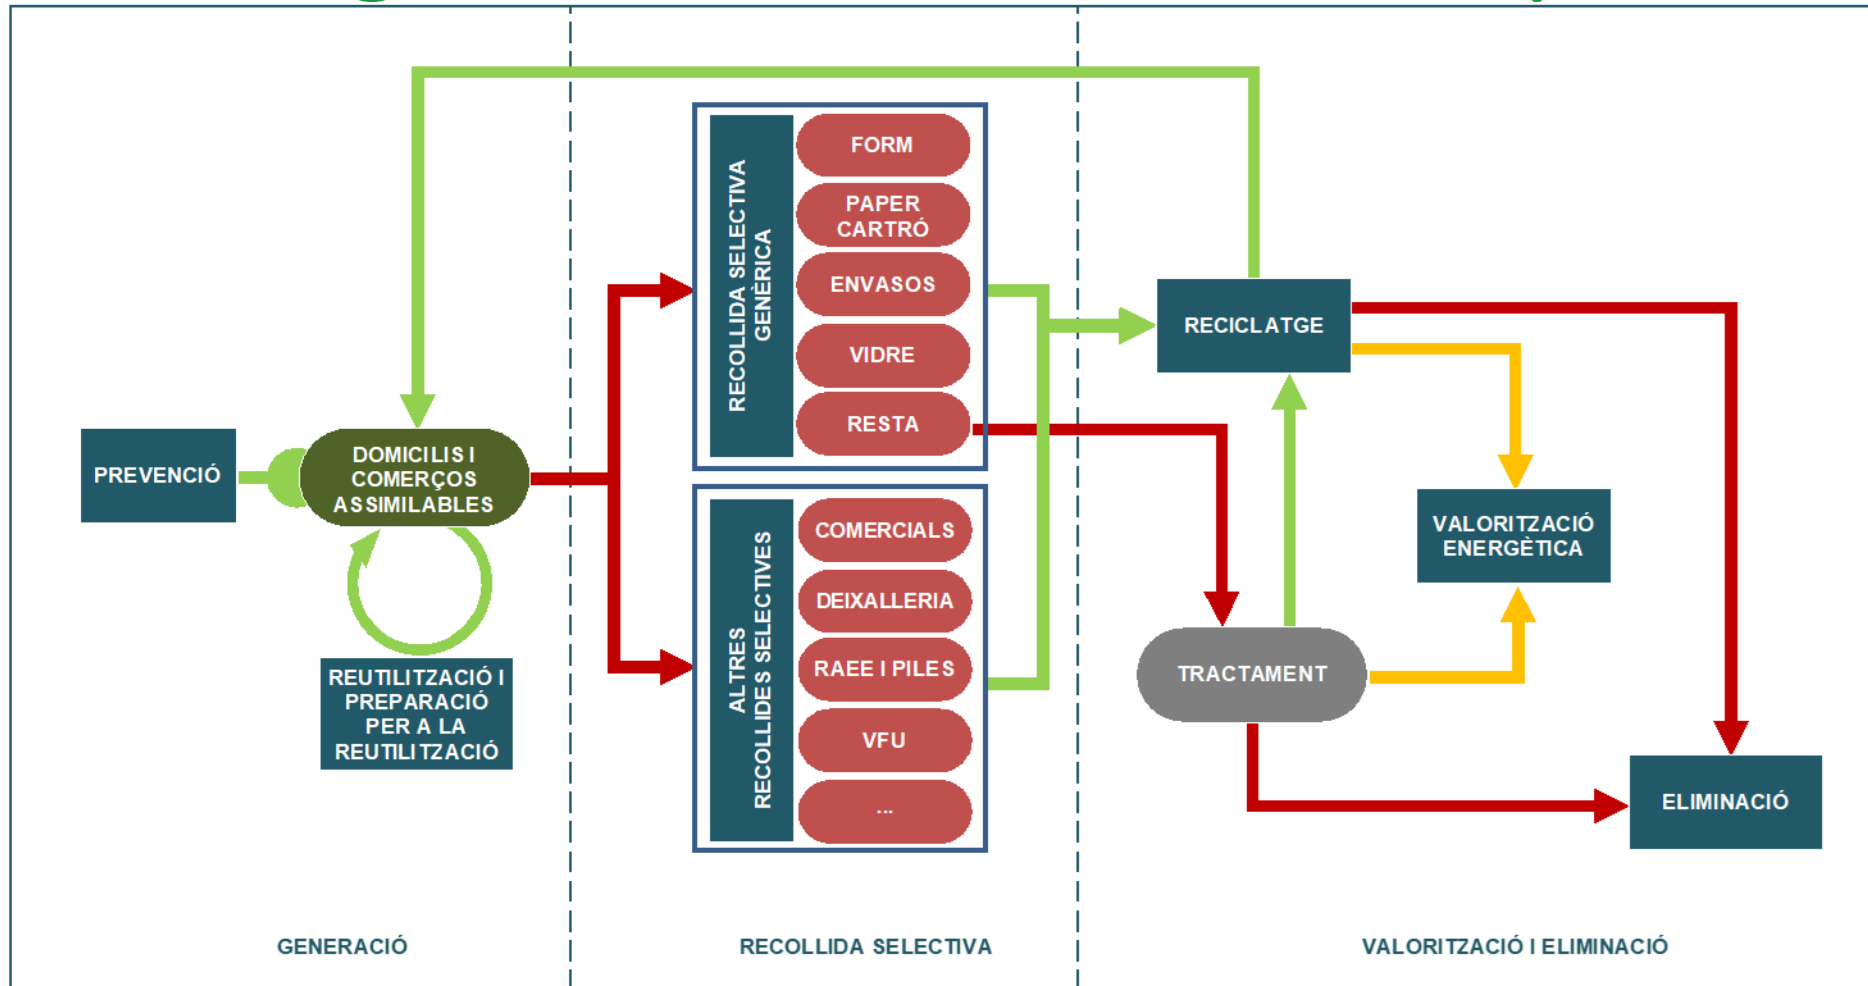 RECOLLIDA SELECTIVA
GENÈRICA
FORM
PAPER
CARTRÓ
ENVASOS
VIDRE
RESTA
RECICLATGE
PREVENCIÓ
DOMICILIS I
COMERÇOS
ASSIMILABLES
REUTILITZACIÓ I
PREPARACIÓ
PER A LA
REUTILITZACIÓ
ALTRES
RECOLLIDES SELECTIVES
COMERCIALS
DEIXALLERIA
RAEE I PILES
VFU
...
VALORITZACIÓ
ENERGÈTICA
TRACTAMENT
ELIMINACIÓ
GENERACIÓ
RECOLLIDA SELECTIVA
VALORITZACIÓ I ELIMINACIÓ